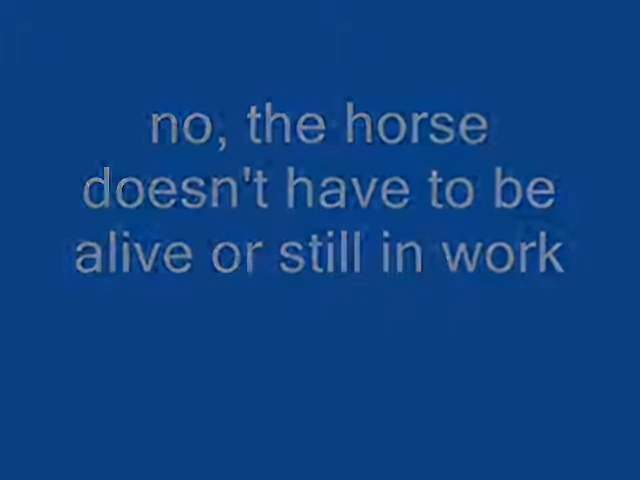 no, the horse
doesn't have to be
alive or still in work